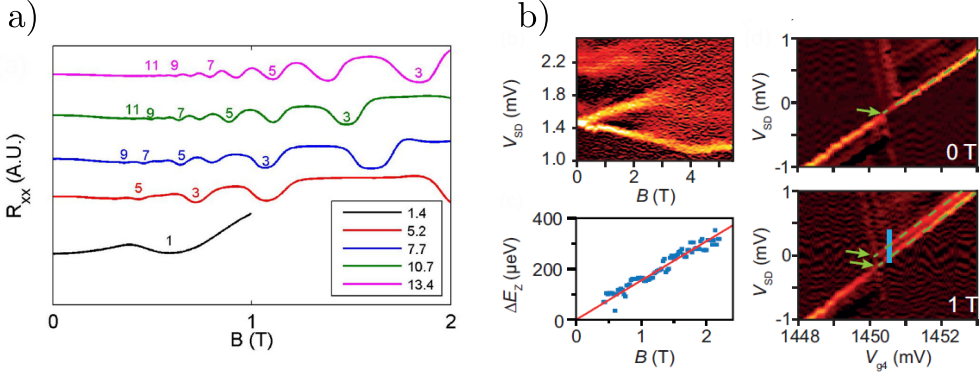 a)
R_xx (A.U.)
11 9 7 5 3
11 9 7 5 3
9 7 5 3
5 3
1
1.4
5.2
7.7
10.7
13.4
0 1 2
B (T)
b)
2.2
1.8
1.4
1.0
V_SD (mV)
0 2 4
B (T)
400
200
0
ΔE_Z (µeV)
0 1 2
B (T)
1
0
-1
V_SD (mV)
0 T
1
0
-1
V_SD (mV)
1 T
1448 1450 1452
V_g4 (mV)